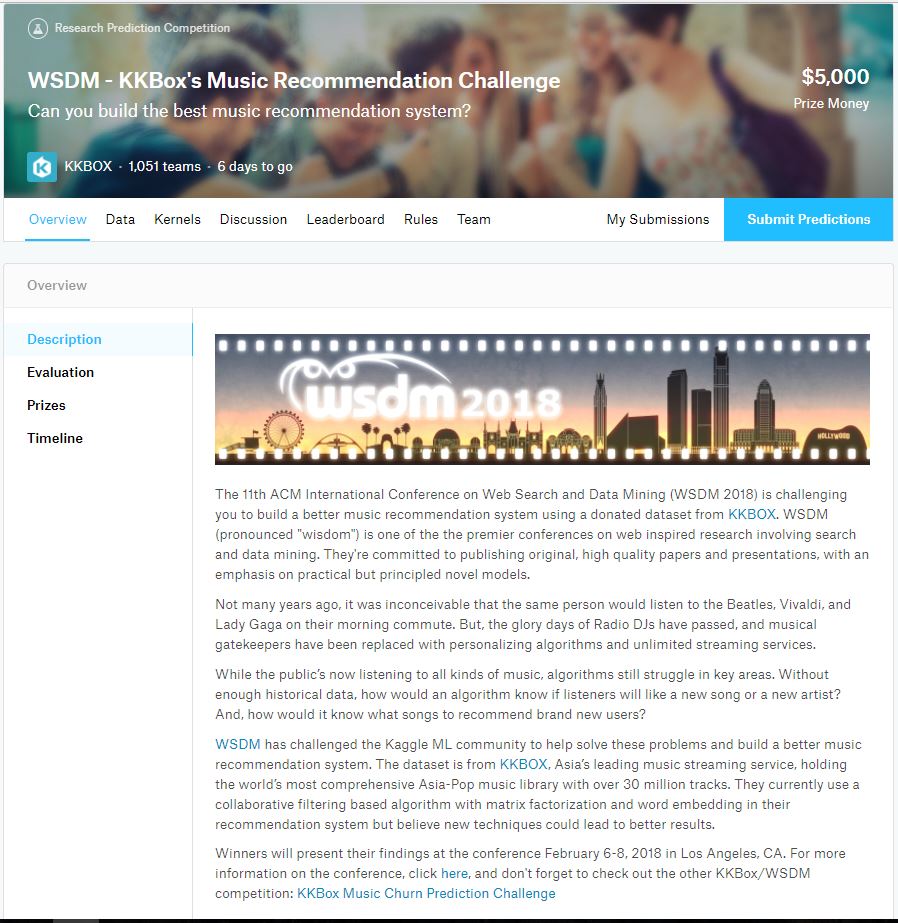 Research Prediction Competition
WSDM - KKBox's Music Recommendation Challenge
Can you build the best music recommendation system?
$5,000
Prize Money
KKBOX · 1,051 teams · 6 days to go
Overview Data Kernels Discussion Leaderboard Rules Team My Submissions Submit Predictions
Overview
Description
Evaluation
Prizes
Timeline
wsdm 2018
HOLLYWOOD
The 11th ACM International Conference on Web Search and Data Mining (WSDM 2018) is challenging
you to build a better music recommendation system using a donated dataset from KKBOX. WSDM
(pronounced "wisdom") is one of the the premier conferences on web inspired research involving search
and data mining. They're committed to publishing original, high quality papers and presentations, with an
emphasis on practical but principled novel models.
Not many years ago, it was inconceivable that the same person would listen to the Beatles, Vivaldi, and
Lady Gaga on their morning commute. But, the glory days of Radio DJs have passed, and musical
gatekeepers have been replaced with personalizing algorithms and unlimited streaming services.
While the public's now listening to all kinds of music, algorithms still struggle in key areas. Without
enough historical data, how would an algorithm know if listeners will like a new song or a new artist?
And, how would it know what songs to recommend brand new users?
WSDM has challenged the Kaggle ML community to help solve these problems and build a better music
recommendation system. The dataset is from KKBOX, Asia's leading music streaming service, holding
the world's most comprehensive Asia-Pop music library with over 30 million tracks. They currently use a
collaborative filtering based algorithm with matrix factorization and word embedding in their
recommendation system but believe new techniques could lead to better results.
Winners will present their findings at the conference February 6-8, 2018 in Los Angeles, CA. For more
information on the conference, click here, and don't forget to check out the other KKBox/WSDM
competition: KKBox Music Churn Prediction Challenge